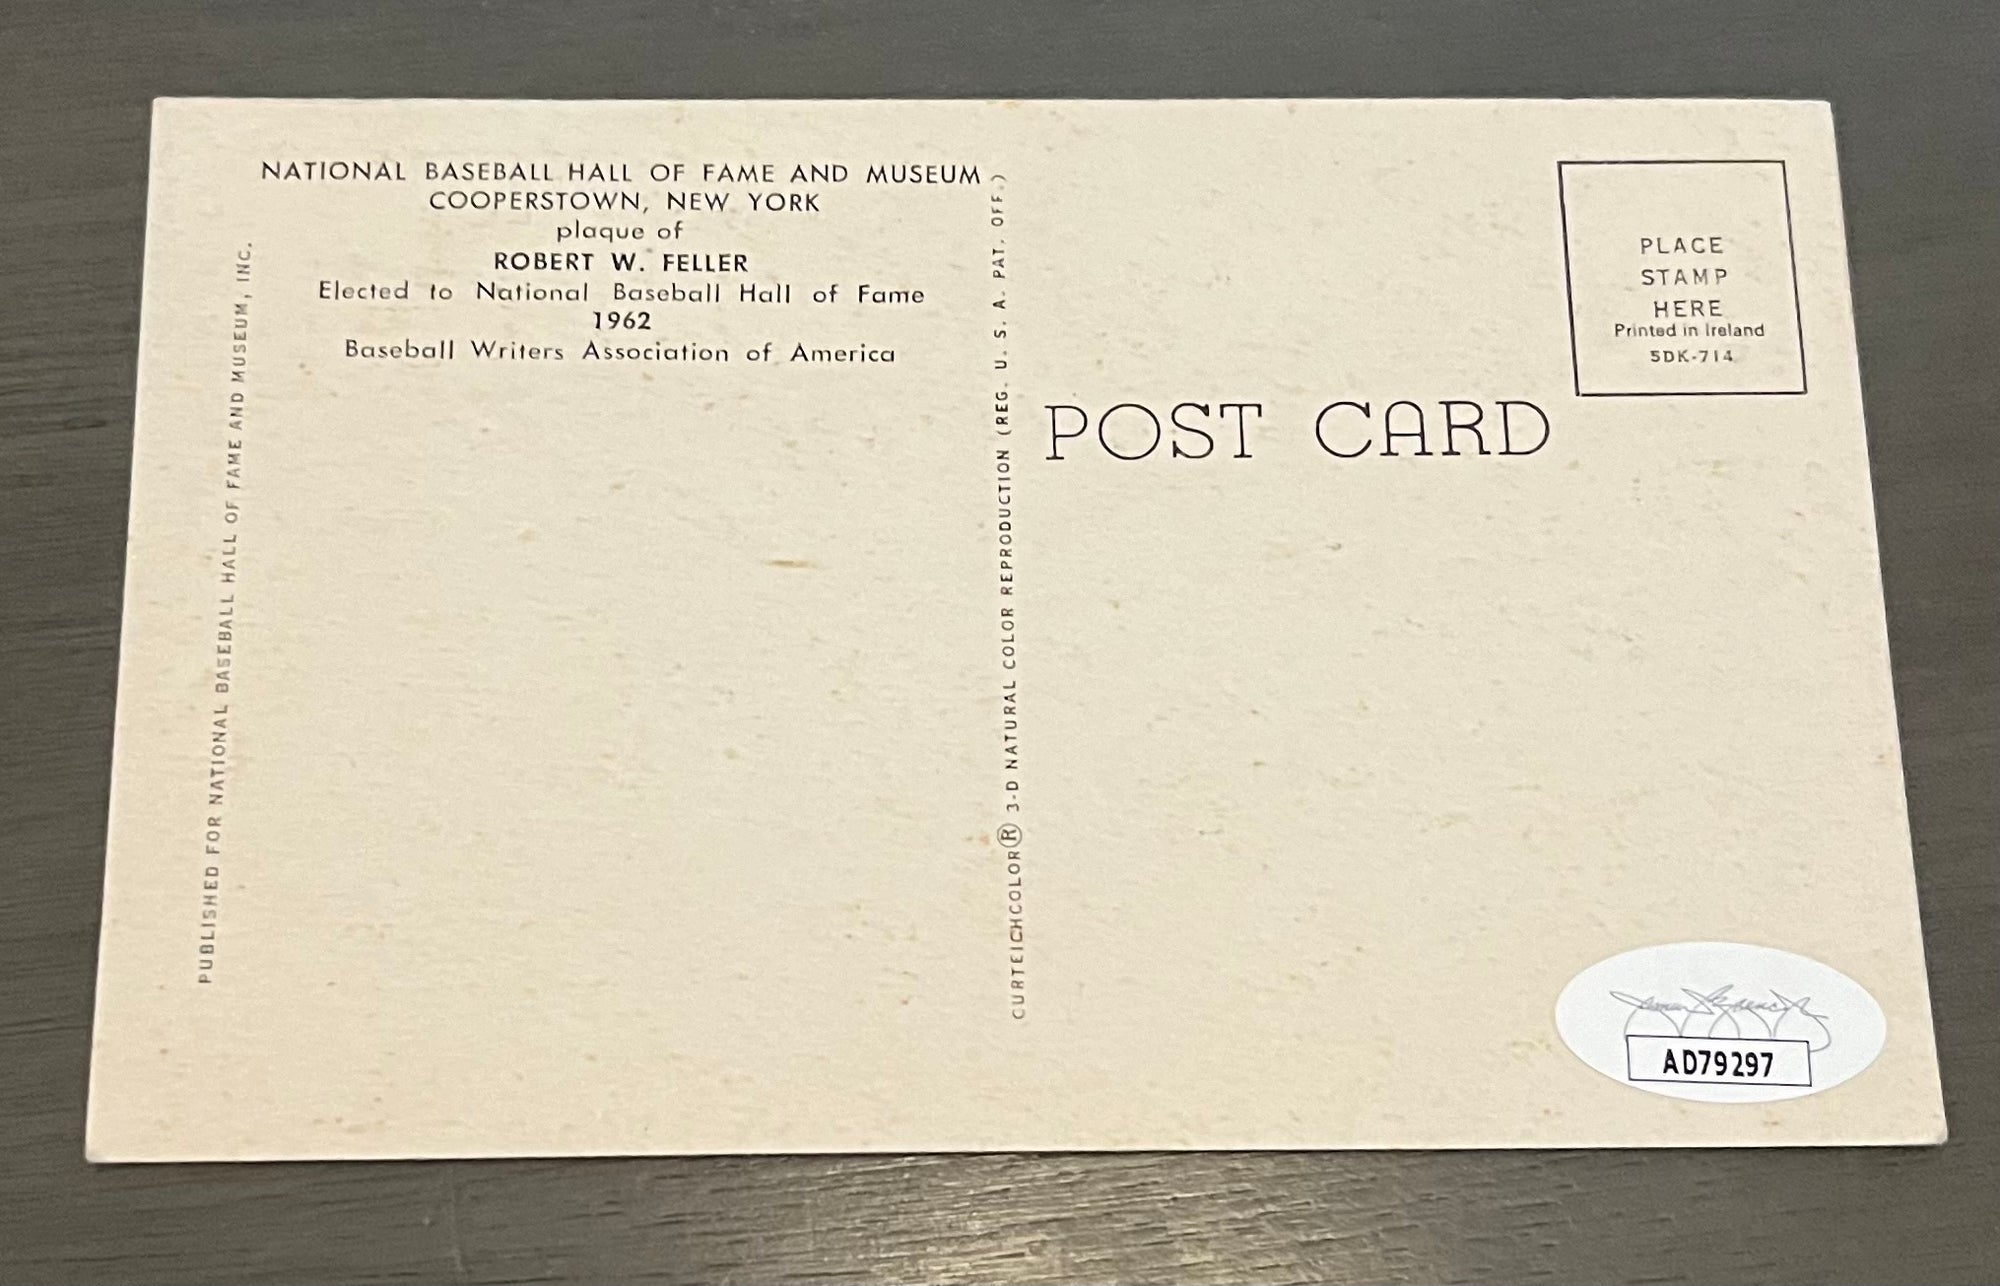 NATIONAL BASEBALL HALL OF FAME AND MUSEUM
COOPERSTOWN, NEW YORK
plaque of
ROBERT W. FELLER
Elected to National Baseball Hall of Fame
1962
Baseball Writers Association of America
PUBLISHED FOR NATIONAL BASEBALL HALL OF FAME AND MUSEUM, INC.
CURTEICHCOLOR® 3-D NATURAL COLOR REPRODUCTION (REG. U. S. A. PAT. OFF.)
POST CARD
PLACE
STAMP
HERE
Printed in Ireland
5DK-714
AD79297